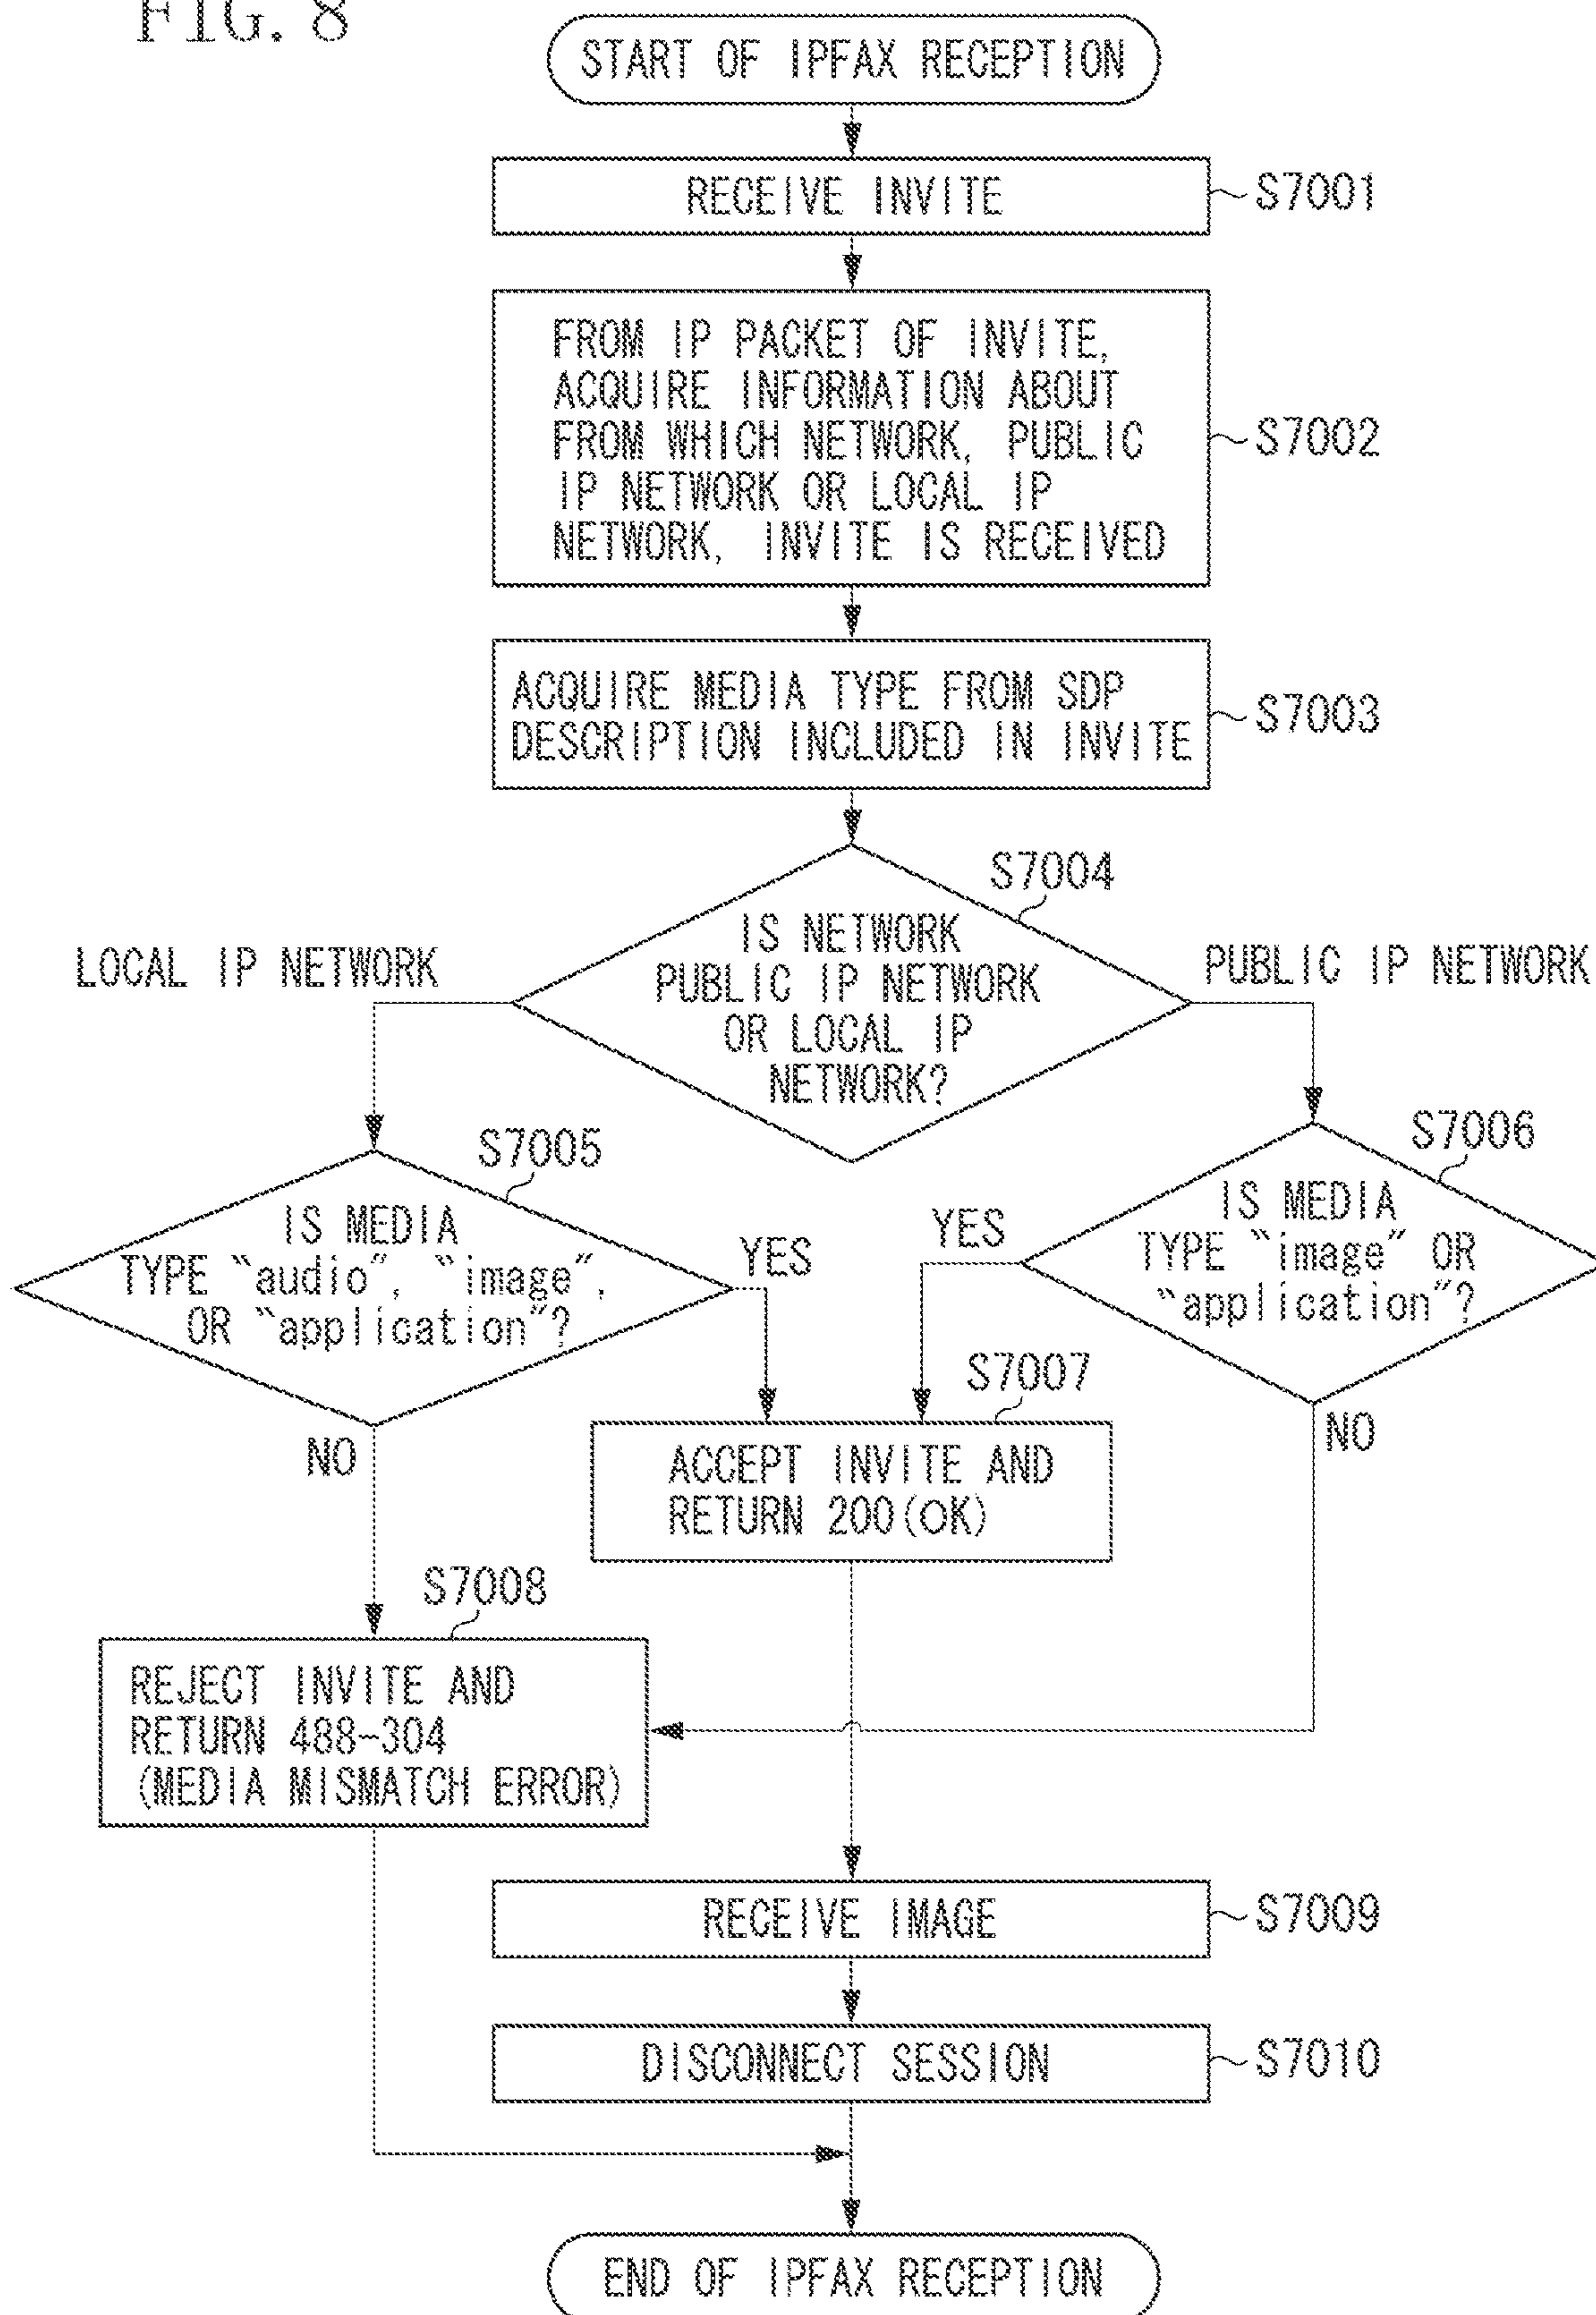 FIG. 8
START OF IPFAX RECEPTION
RECEIVE INVITE
S7001
FROM IP PACKET OF INVITE,
ACQUIRE INFORMATION ABOUT
FROM WHICH NETWORK, PUBLIC
IP NETWORK OR LOCAL IP
NETWORK, INVITE IS RECEIVED
S7002
ACQUIRE MEDIA TYPE FROM SDP
DESCRIPTION INCLUDED IN INVITE
S7003
S7004
IS NETWORK
PUBLIC IP NETWORK
OR LOCAL IP
NETWORK?
LOCAL IP NETWORK
PUBLIC IP NETWORK
S7005
IS MEDIA
TYPE “audio”, “image”,
OR “application”?
YES
NO
S7006
IS MEDIA
TYPE “image” OR
“application”?
YES
NO
S7007
ACCEPT INVITE AND
RETURN 200(OK)
S7008
REJECT INVITE AND
RETURN 488-304
(MEDIA MISMATCH ERROR)
RECEIVE IMAGE
S7009
DISCONNECT SESSION
S7010
END OF IPFAX RECEPTION